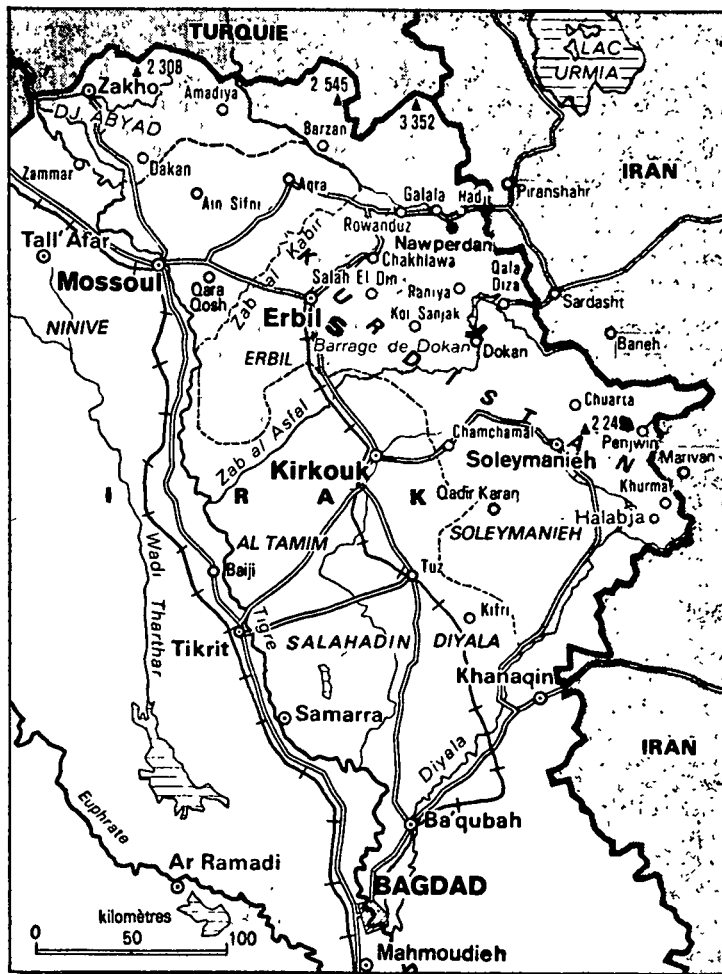 TURQUIE
LAC
URMIA
2 308
2 545
3 352
Zakho
Amadiya
DJ. ABYAD
Barzan
IRAN
Zammar
Dakan
Ain Sifni
Aqra
Galala
Piranshahr
Rowanduz
Nawperdan
Tall' Afar
Mossoul
Zab al Kabir
Chakhlawa
Qara
Qosh
Salah El Din
Raniya
Qala
Diza
Sardasht
Erbil
Koi Sanjak
NINIVE
ERBIL
Barrage de Dokan
Dokan
Baneh
KURDISTAN
Zab al Asfal
Chuarta
2 249
Penjwin
Chamchamal
Kirkouk
Soleymanieh
Marivan
Khurmal
IRAK
Qadir Karan
Halabja
SOLEYMANIEH
AL TAMIM
Baiji
Tuz
Wadi
Tharthar
Tigre
Kifri
Tikrit
SALAHADIN
DIYALA
Khanaqin
Samarra
Diyala
IRAN
Euphrate
Ba'qubah
Ar Ramadi
BAGDAD
kilomètres
0 50 100
Mahmoudieh